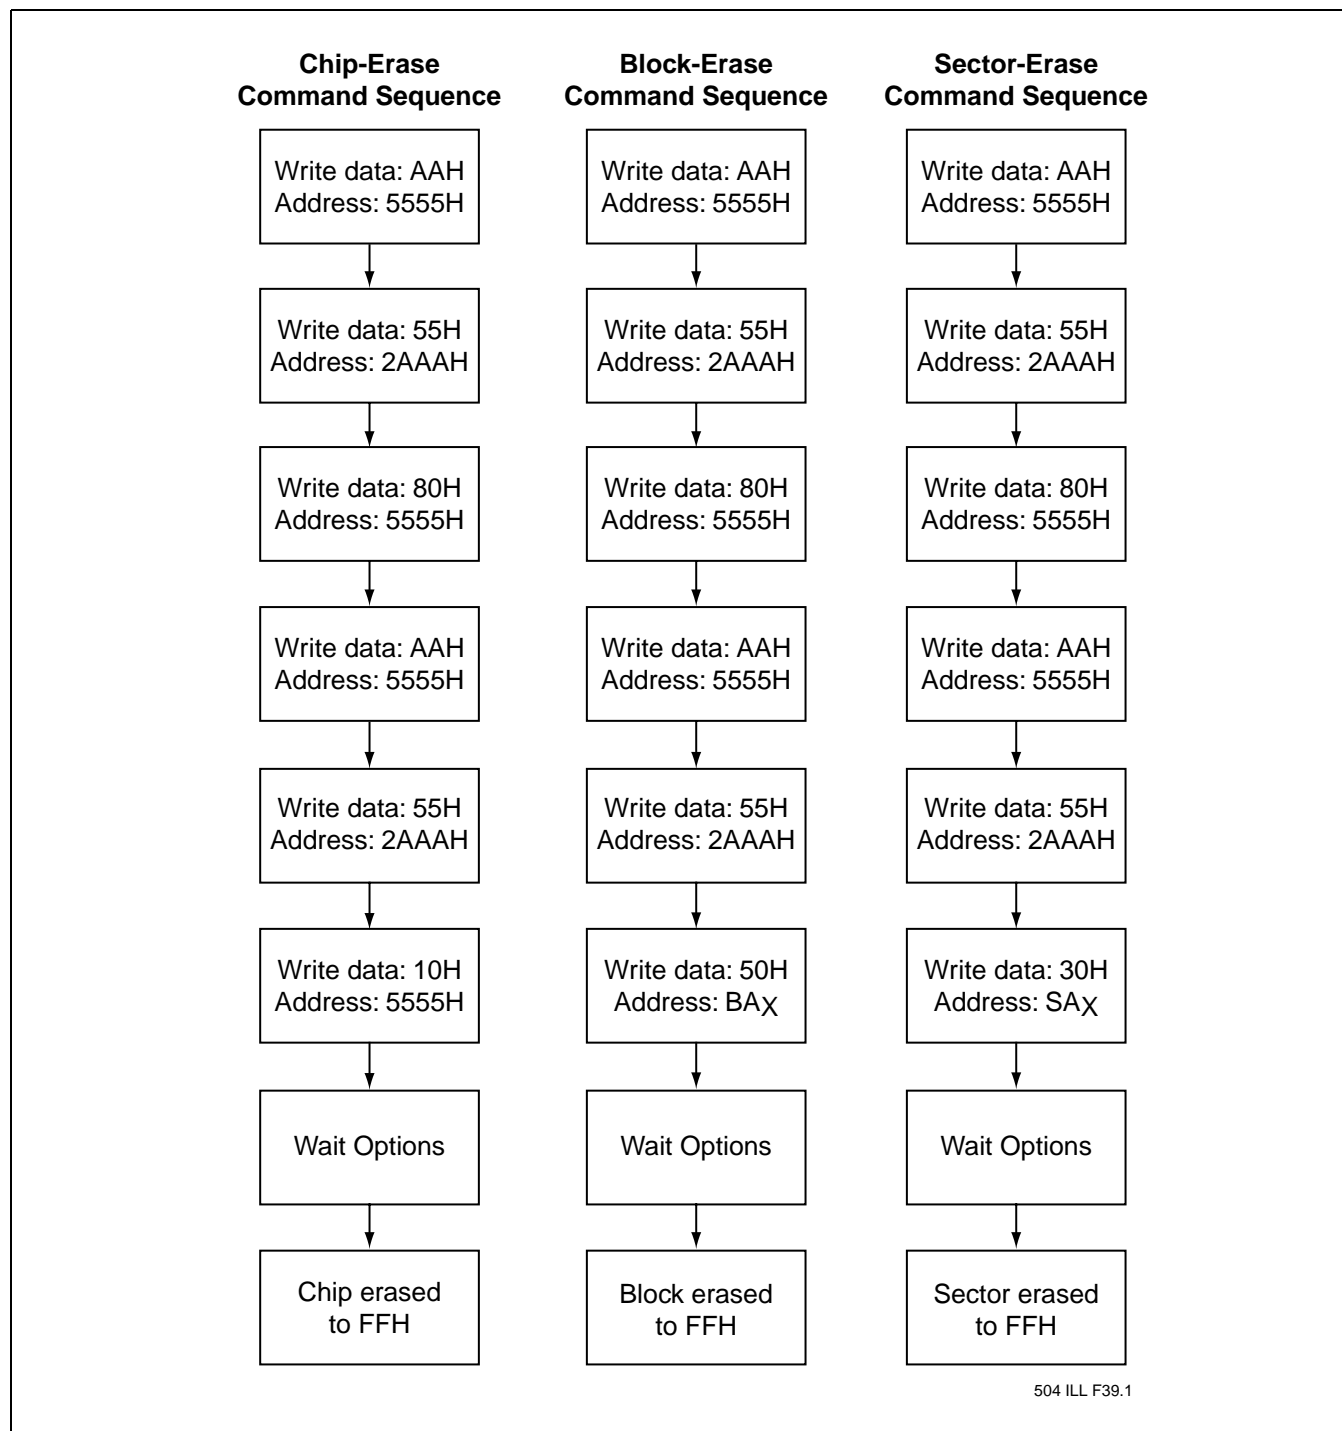 Chip-Erase
Command Sequence
Write data: AAH
Address: 5555H
Write data: 55H
Address: 2AAAH
Write data: 80H
Address: 5555H
Write data: AAH
Address: 5555H
Write data: 55H
Address: 2AAAH
Write data: 10H
Address: 5555H
Wait Options
Chip erased
to FFH
Block-Erase
Command Sequence
Write data: AAH
Address: 5555H
Write data: 55H
Address: 2AAAH
Write data: 80H
Address: 5555H
Write data: AAH
Address: 5555H
Write data: 55H
Address: 2AAAH
Write data: 50H
Address: BAX
Wait Options
Block erased
to FFH
Sector-Erase
Command Sequence
Write data: AAH
Address: 5555H
Write data: 55H
Address: 2AAAH
Write data: 80H
Address: 5555H
Write data: AAH
Address: 5555H
Write data: 55H
Address: 2AAAH
Write data: 30H
Address: SAX
Wait Options
Sector erased
to FFH
504 ILL F39.1